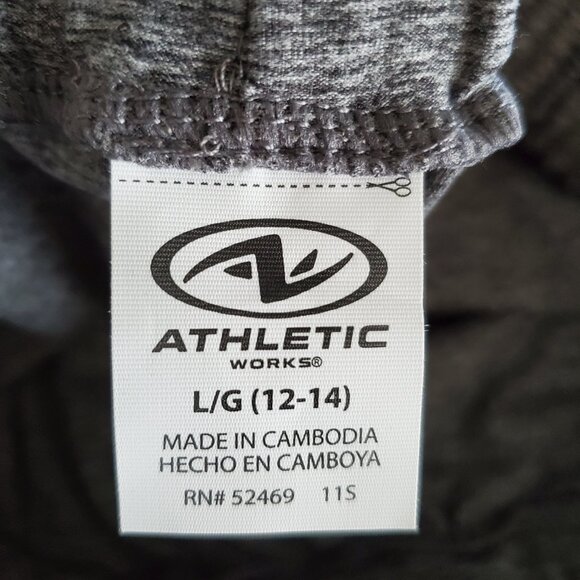 ATHLETIC
WORKS®
L/G (12-14)
MADE IN CAMBODIA
HECHO EN CAMBOYA
RN# 52469 11S